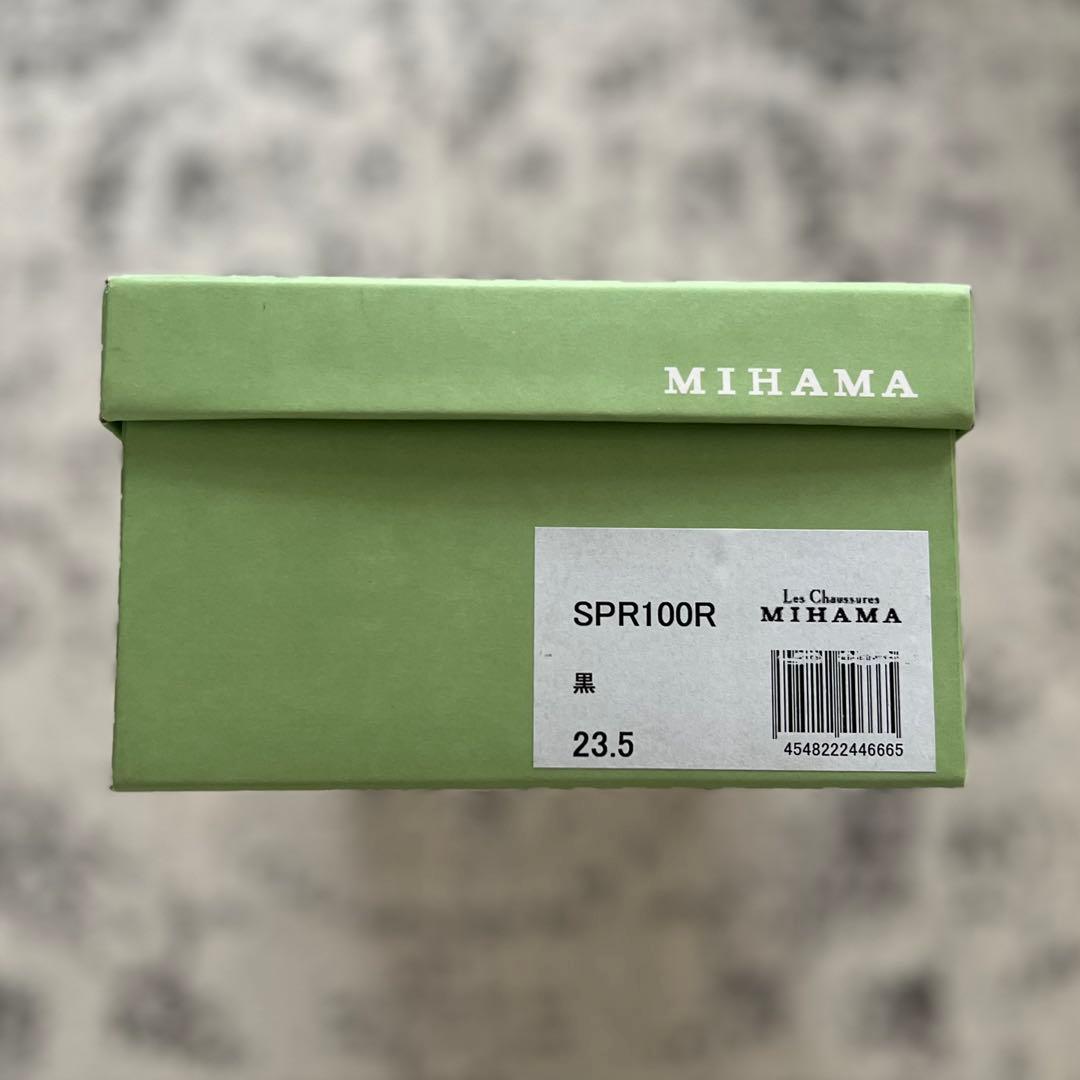 MIHAMA
SPR100R
Les Chaussures
MIHAMA
黒
23.5
4548222446665